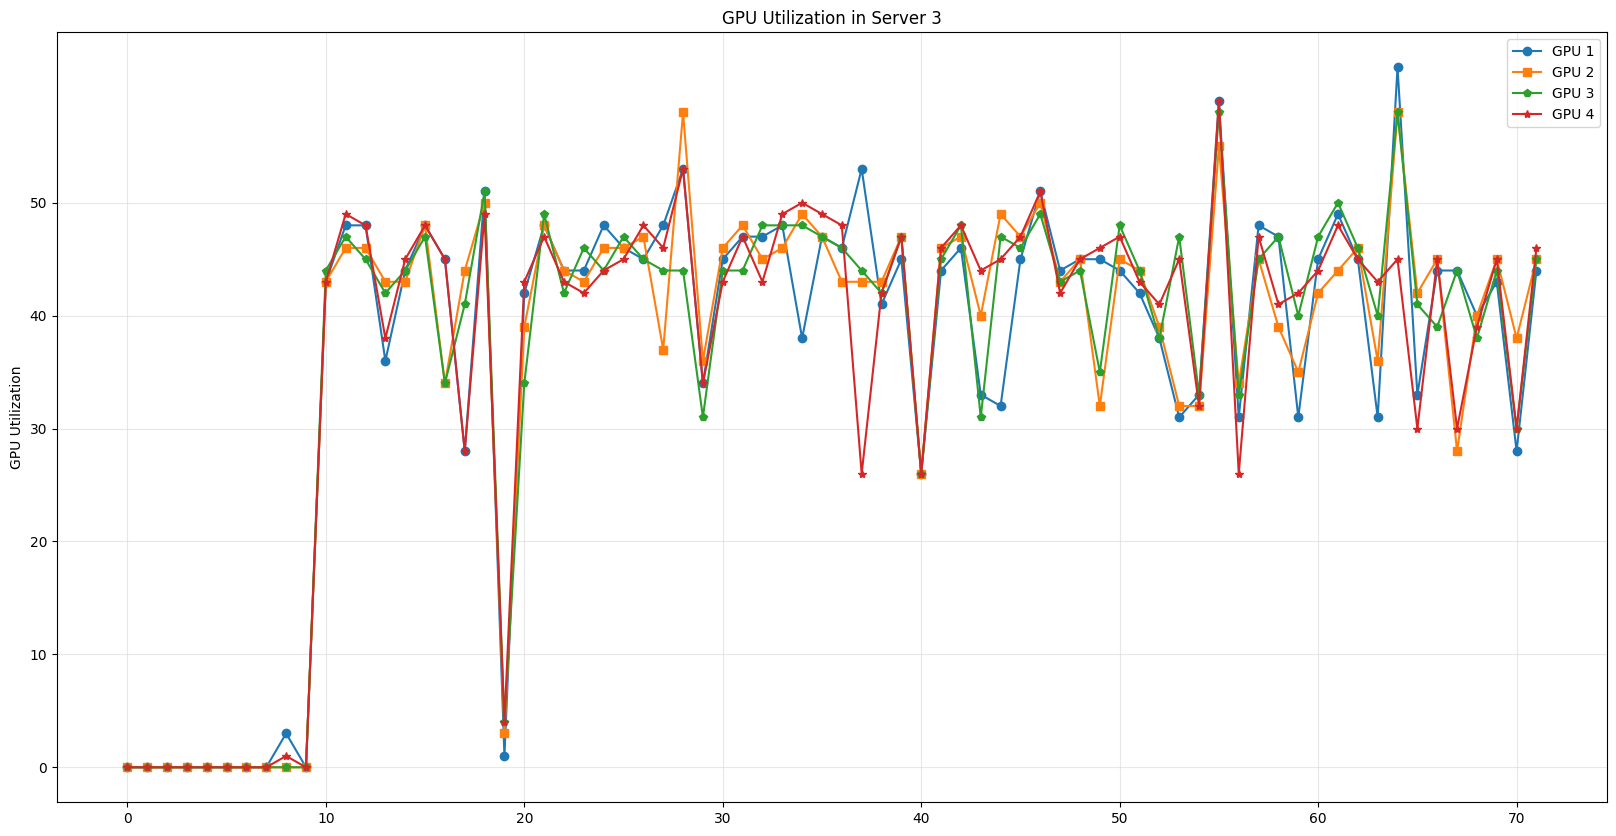 GPU Utilization in Server 3
GPU 1
GPU 2
GPU 3
GPU 4
GPU Utilization
50
40
30
20
10
0
0 10 20 30 40 50 60 70